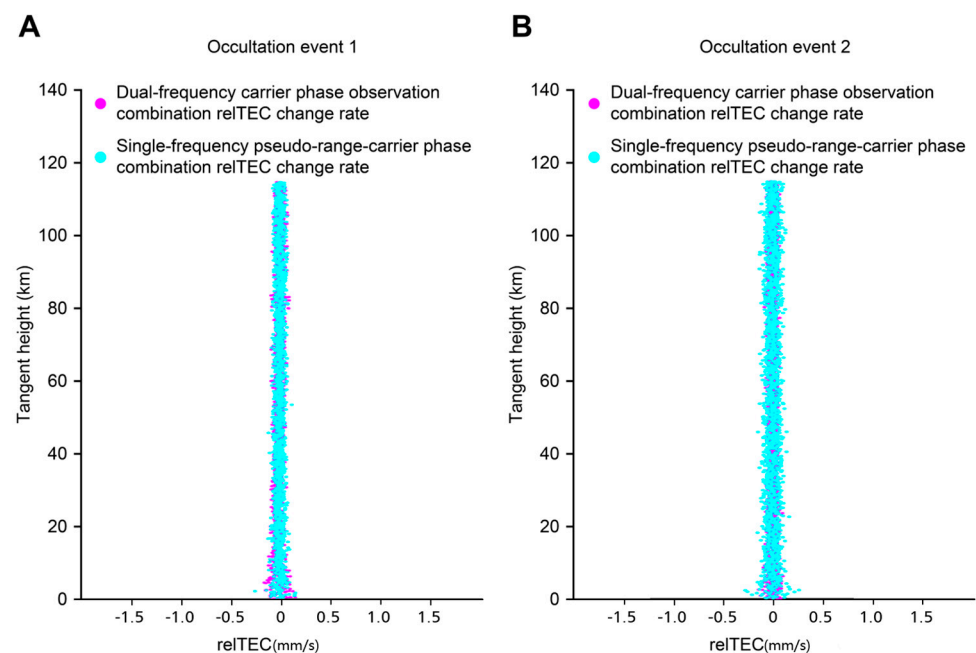 A
Occultation event 1
140
120
100
80
60
40
20
0
Tangent height (km)
Dual-frequency carrier phase observation
combination relTEC change rate
Single-frequency pseudo-range-carrier phase
combination relTEC change rate
-1.5
-1.0
-0.5
0
0.5
1.0
1.5
relTEC(mm/s)
B
Occultation event 2
140
120
100
80
60
40
20
0
Tangent height (km)
Dual-frequency carrier phase observation
combination relTEC change rate
Single-frequency pseudo-range-carrier phase
combination relTEC change rate
-1.5
-1.0
-0.5
0
0.5
1.0
1.5
relTEC(mm/s)